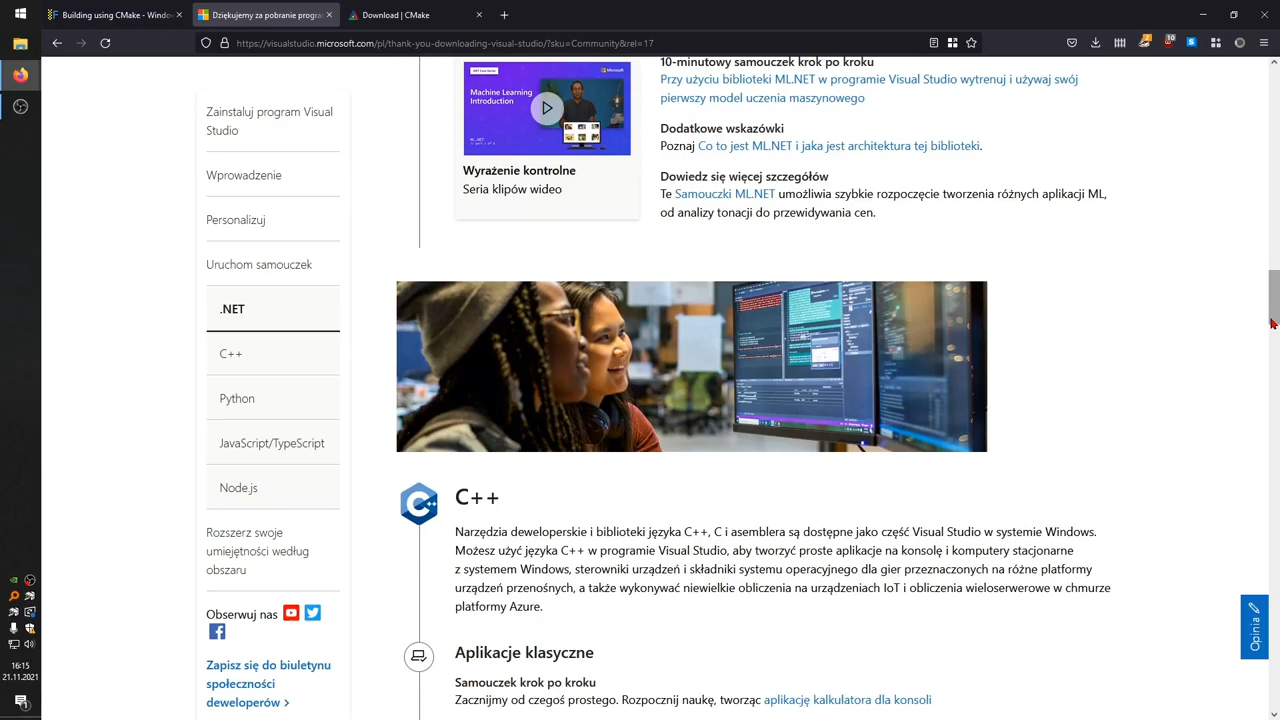 Building using CMake - Window
Dziękujemy za pobranie progra
Download | CMake
https://visualstudio.microsoft.com/pl/thank-you-downloading-visual-studio/?sku=Community&rel=17
10
Zainstaluj program Visual
Studio
Wprowadzenie
Personalizuj
Uruchom samouczek
.NET
C++
Python
JavaScript/TypeScript
Node.js
Rozszerz swoje
umiejętności według
obszaru
Obserwuj nas
Zapisz się do biuletynu
społeczności
deweloperów >
Microsoft
Machine Learning
Introduction
Wyrażenie kontrolne
Seria klipów wideo
10-minutowy samouczek krok po kroku
Przy użyciu biblioteki ML.NET w programie Visual Studio wytrenuj i używaj swój
pierwszy model uczenia maszynowego
Dodatkowe wskazówki
Poznaj Co to jest ML.NET i jaka jest architektura tej biblioteki.
Dowiedz się więcej szczegółów
Te Samouczki ML.NET umożliwia szybkie rozpoczęcie tworzenia różnych aplikacji ML,
od analizy tonacji do przewidywania cen.
C++
Narzędzia deweloperskie i biblioteki języka C++, C i asemblera są dostępne jako część Visual Studio w systemie Windows.
Możesz użyć języka C++ w programie Visual Studio, aby tworzyć proste aplikacje na konsolę i komputery stacjonarne
z systemem Windows, sterowniki urządzeń i składniki systemu operacyjnego dla gier przeznaczonych na różne platformy
urządzeń przenośnych, a także wykonywać niewielkie obliczenia na urządzeniach IoT i obliczenia wieloserwerowe w chmurze
platformy Azure.
Aplikacje klasyczne
Samouczek krok po kroku
Zacznijmy od czegoś prostego. Rozpocznij naukę, tworząc aplikację kalkulatora dla konsoli
Opinia
16:15
21.11.2021
1